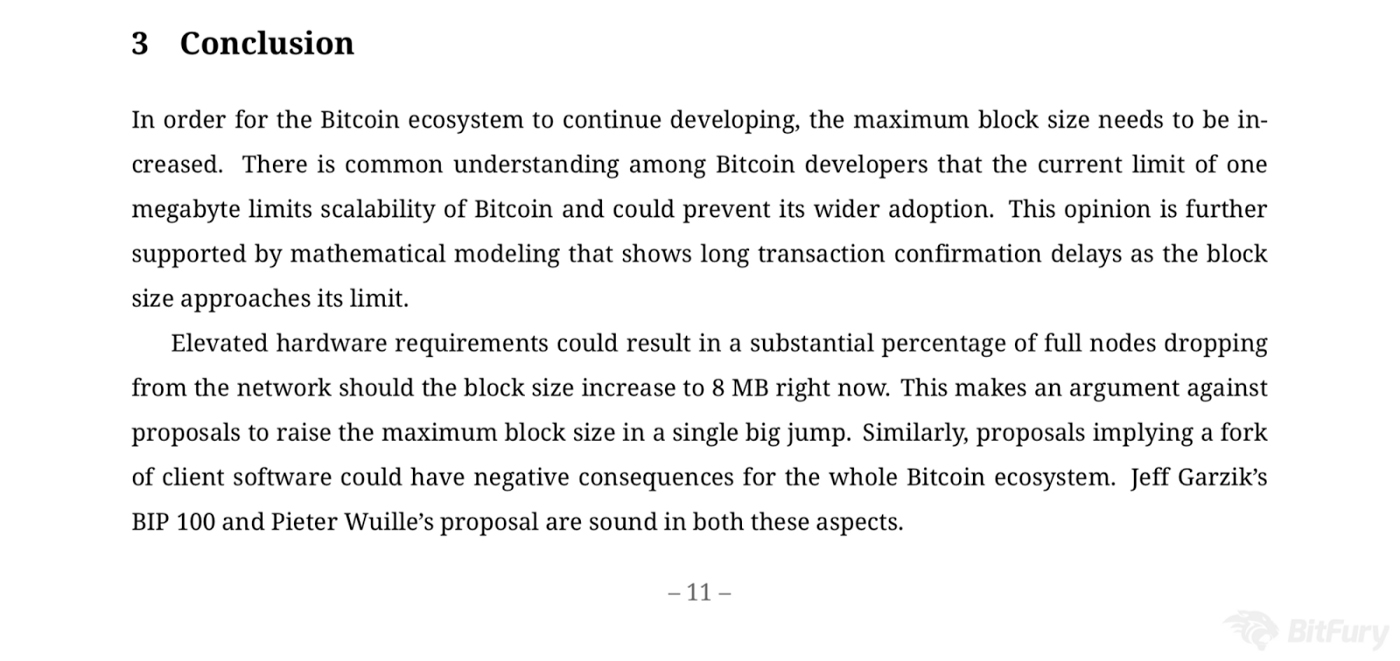 3 Conclusion
In order for the Bitcoin ecosystem to continue developing, the maximum block size needs to be in-
creased. There is common understanding among Bitcoin developers that the current limit of one
megabyte limits scalability of Bitcoin and could prevent its wider adoption. This opinion is further
supported by mathematical modeling that shows long transaction confirmation delays as the block
size approaches its limit.
Elevated hardware requirements could result in a substantial percentage of full nodes dropping
from the network should the block size increase to 8 MB right now. This makes an argument against
proposals to raise the maximum block size in a single big jump. Similarly, proposals implying a fork
of client software could have negative consequences for the whole Bitcoin ecosystem. Jeff Garzik’s
BIP 100 and Pieter Wuille’s proposal are sound in both these aspects.
– 11 –
BitFury